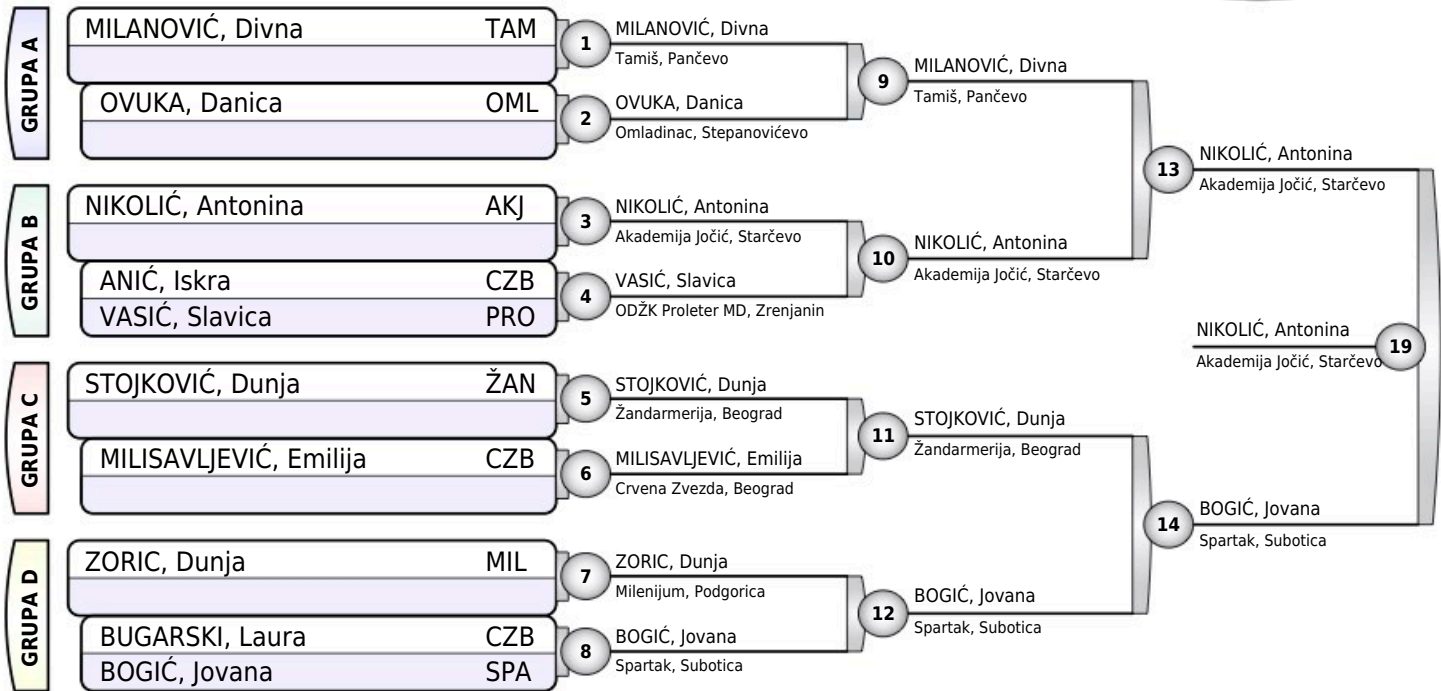 GRUPA A
MILANOVIĆ, Divna TAM
OVUKA, Danica OML
GRUPA B
NIKOLIĆ, Antonina AKJ
ANIĆ, Iskra CZB
VASIĆ, Slavica PRO
GRUPA C
STOJKOVIĆ, Dunja ŽAN
MILISAVLJEVIĆ, Emilija CZB
GRUPA D
ZORIC, Dunja MIL
BUGARSKI, Laura CZB
BOGIĆ, Jovana SPA
1
MILANOVIĆ, Divna
Tamiš, Pančevo
2
OVUKA, Danica
Omladinac, Stepanovićevo
3
NIKOLIĆ, Antonina
Akademija Jočić, Starčevo
4
VASIĆ, Slavica
ODŽK Proleter MD, Zrenjanin
5
STOJKOVIĆ, Dunja
Žandarmerija, Beograd
6
MILISAVLJEVIĆ, Emilija
Crvena Zvezda, Beograd
7
ZORIC, Dunja
Milenijum, Podgorica
8
BOGIĆ, Jovana
Spartak, Subotica
9
MILANOVIĆ, Divna
Tamiš, Pančevo
10
NIKOLIĆ, Antonina
Akademija Jočić, Starčevo
11
STOJKOVIĆ, Dunja
Žandarmerija, Beograd
12
BOGIĆ, Jovana
Spartak, Subotica
13
NIKOLIĆ, Antonina
Akademija Jočić, Starčevo
14
BOGIĆ, Jovana
Spartak, Subotica
NIKOLIĆ, Antonina
Akademija Jočić, Starčevo
19